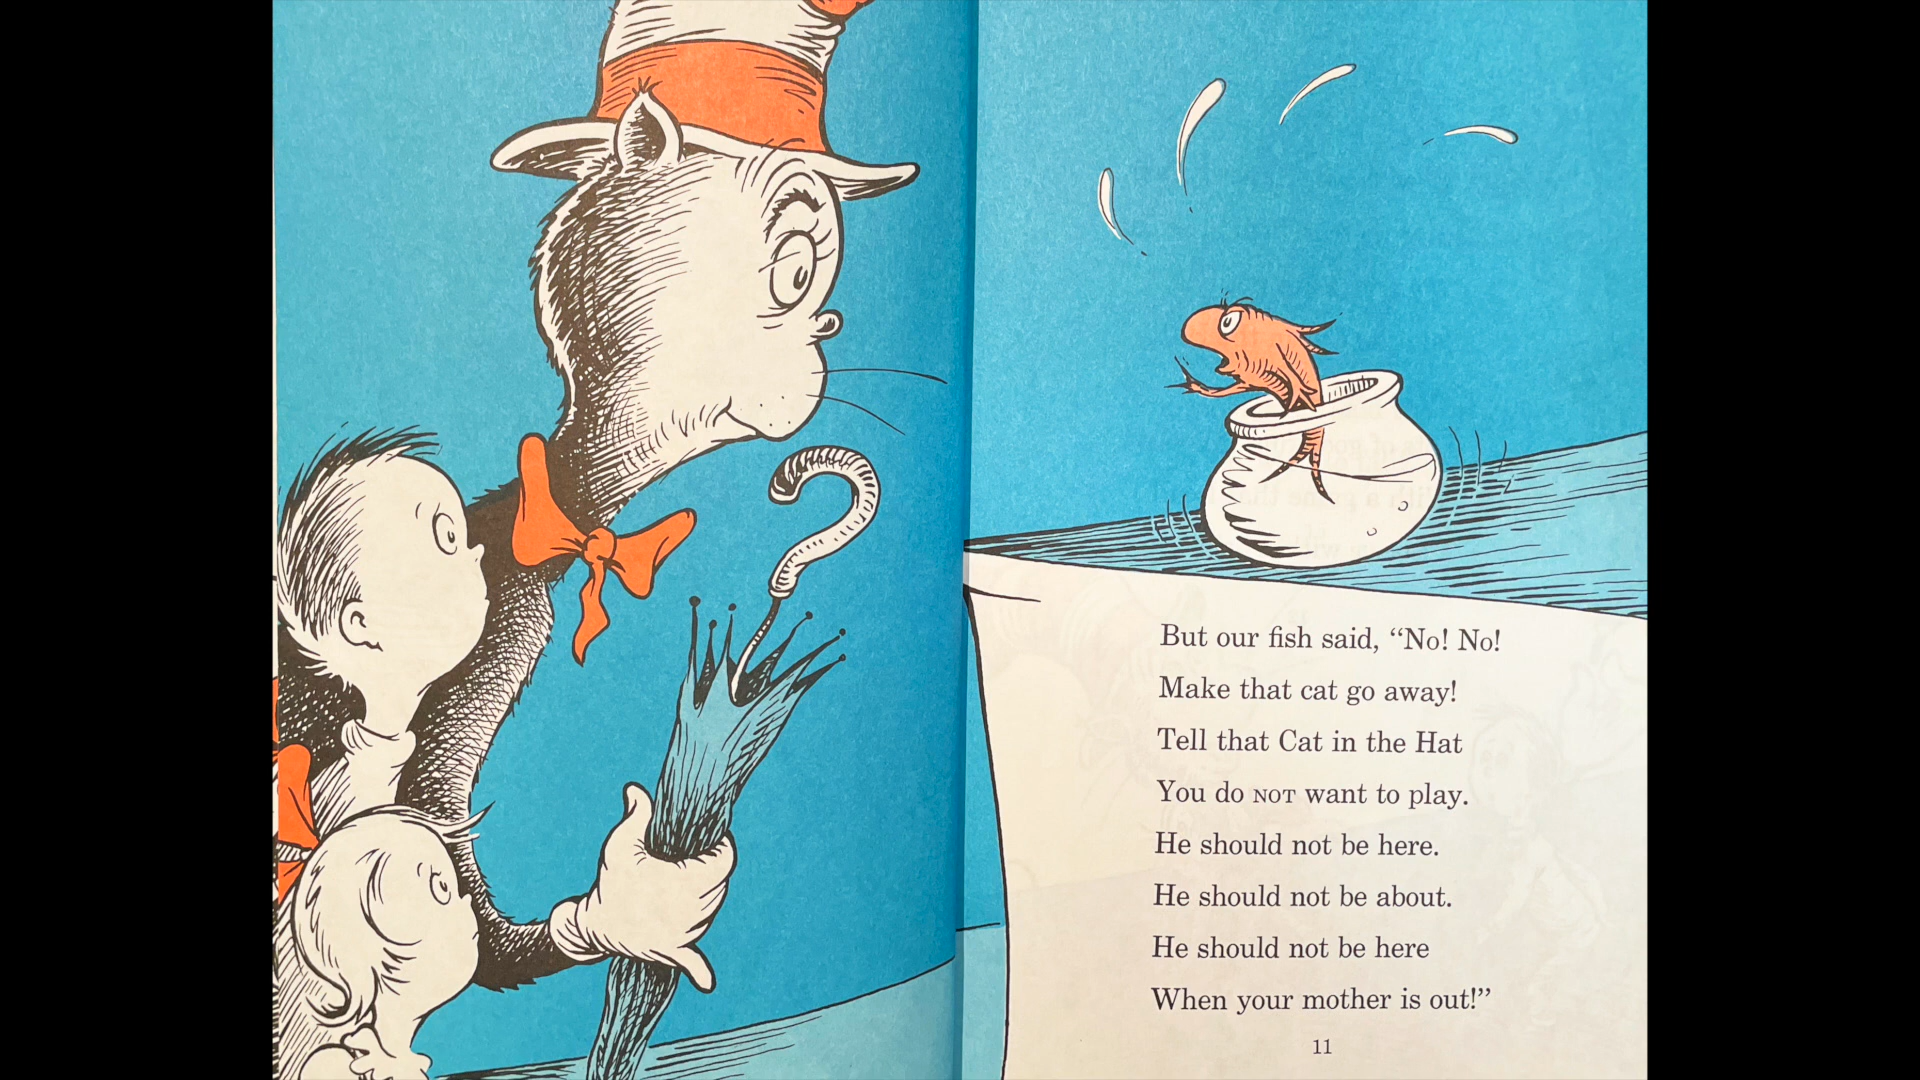 But our fish said, “No! No!
Make that cat go away!
Tell that Cat in the Hat
You do NOT want to play.
He should not be here.
He should not be about.
He should not be here
When your mother is out!”
11